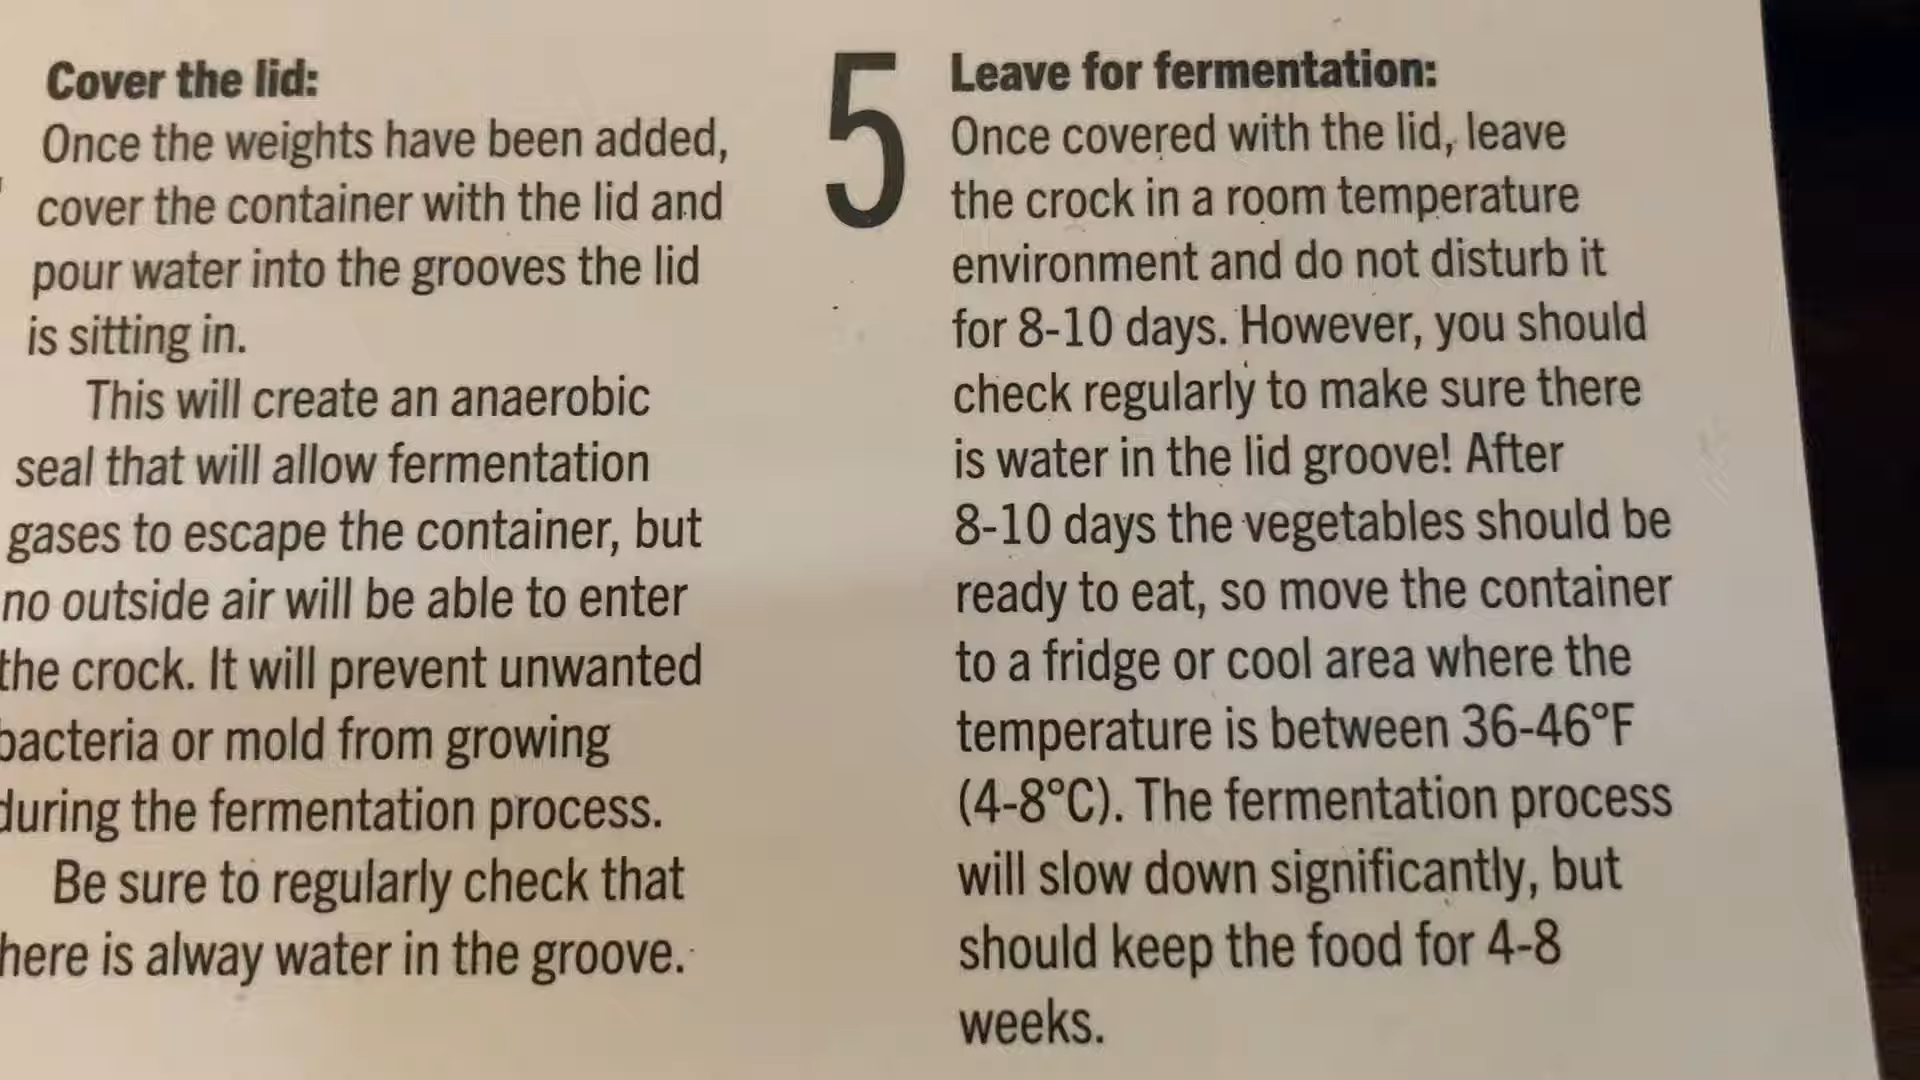 Cover the lid:
Once the weights have been added,
cover the container with the lid and
pour water into the grooves the lid
is sitting in.
This will create an anaerobic
seal that will allow fermentation
gases to escape the container, but
no outside air will be able to enter
the crock. It will prevent unwanted
bacteria or mold from growing
during the fermentation process.
Be sure to regularly check that
here is alway water in the groove.
5
Leave for fermentation:
Once covered with the lid, leave
the crock in a room temperature
environment and do not disturb it
for 8-10 days. However, you should
check regularly to make sure there
is water in the lid groove! After
8-10 days the vegetables should be
ready to eat, so move the container
to a fridge or cool area where the
temperature is between 36-46°F
(4-8°C). The fermentation process
will slow down significantly, but
should keep the food for 4-8
weeks.